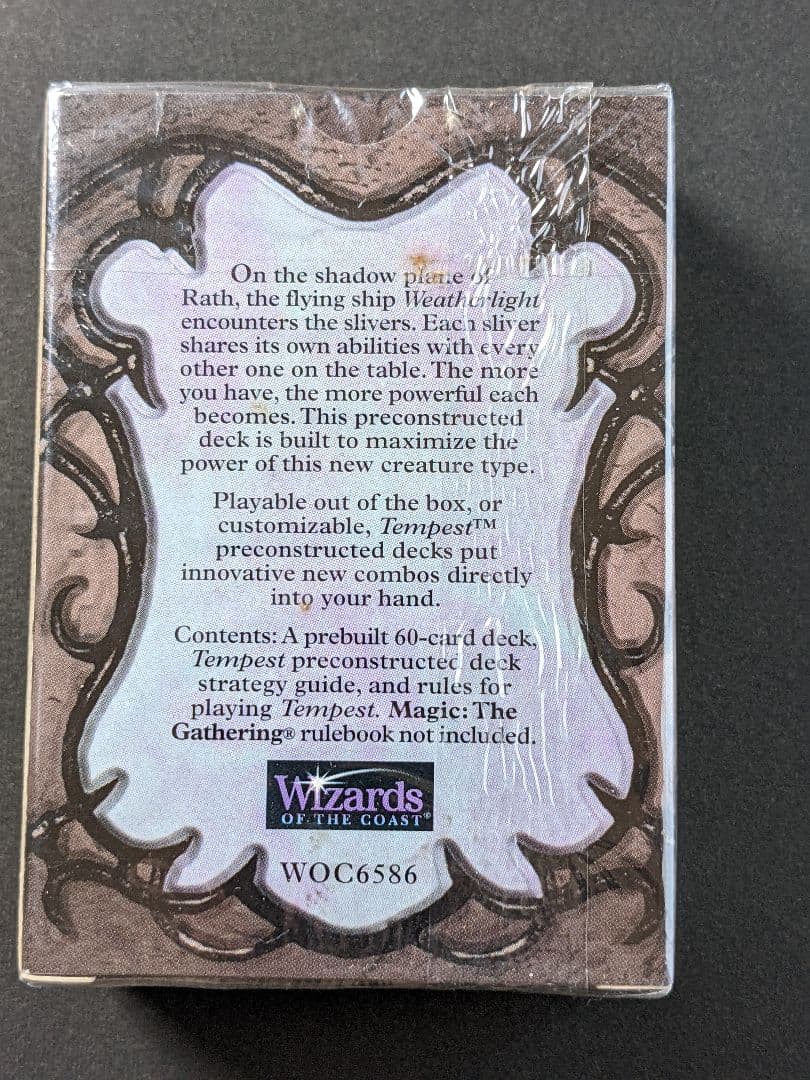 On the shadow plane of
Rath, the flying ship Weatherlight
encounters the slivers. Each sliver
shares its own abilities with every
other one on the table. The more
you have, the more powerful each
becomes. This preconstructed
deck is built to maximize the
power of this new creature type.
Playable out of the box, or
customizable, Tempest™
preconstructed decks put
innovative new combos directly
into your hand.
Contents: A prebuilt 60-card deck,
Tempest preconstructed deck
strategy guide, and rules for
playing Tempest. Magic: The
Gathering® rulebook not included.
Wizards
OF THE COAST®
WOC6586